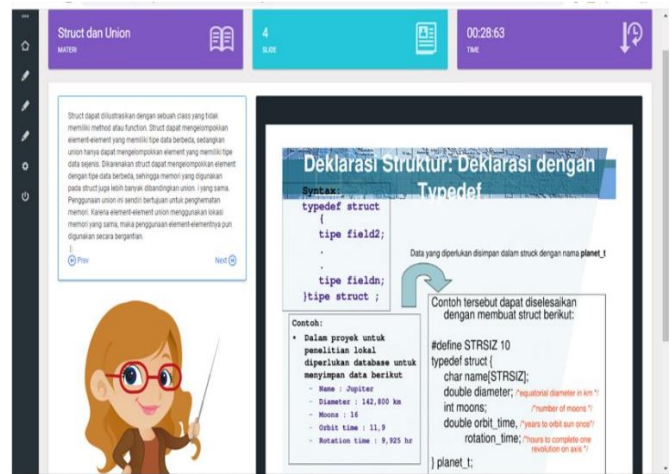 Struct dan Union
MATERI
4
SLIDE
00:28:63
TIME
Struct dapat diilustrasikan dengan sebuah class yang tidak
memiliki method atau function. Struct dapat mengelompokkan
element-element yang memiliki tipe data berbeda, sedangkan
union hanya dapat mengelompokkan element yang memiliki tipe
data sejenis. Dikarenakan struct dapat mengelompokkan element
dengan tipe data berbeda, sehingga memori yang digunakan
pada struct juga lebih banyak dibandingkan union. i yang sama.
Penggunaan union ini sendiri bertujuan untuk penghematan
memori. Karena element-element union menggunakan lokasi
memori yang sama, maka penggunaan element-elementnya pun
digunakan secara bergantian.
Prev
Next
Deklarasi Struktur: Deklarasi dengan
Typedef
Syntax:
typedef struct
{
tipe field2;
.
.
tipe fieldn;
}tipe struct ;
Data yang diperlukan disimpan dalam struck dengan nama planet_t
Contoh:
• Dalam proyek untuk
penelitian lokal
diperlukan database untuk
menyimpan data berikut
- Name : Jupiter
- Diameter : 142,800 km
- Moons : 16
- Orbit time : 11,9
- Rotation time : 9,925 hr
Contoh tersebut dapat diselesaikan
dengan membuat struct berikut:
#define STRSIZ 10
typedef struct {
char name[STRSIZ];
double diameter; /*equatorial diameter in km */
int moons; /*number of moons */
double orbit_time, /*years to orbit sun once*/
rotation_time; /*hours to complete one
revolution on axis */
} planet_t;